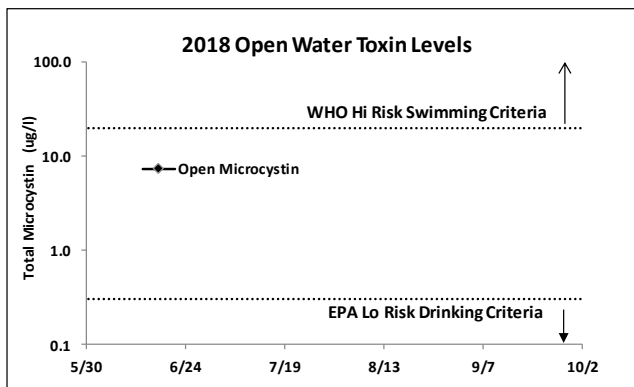 2018 Open Water Toxin Levels
100.0
WHO Hi Risk Swimming Criteria
10.0
Open Microcystin
Total Microcystin (ug/l)
1.0
EPA Lo Risk Drinking Criteria
0.1
5/30 6/24 7/19 8/13 9/7 10/2